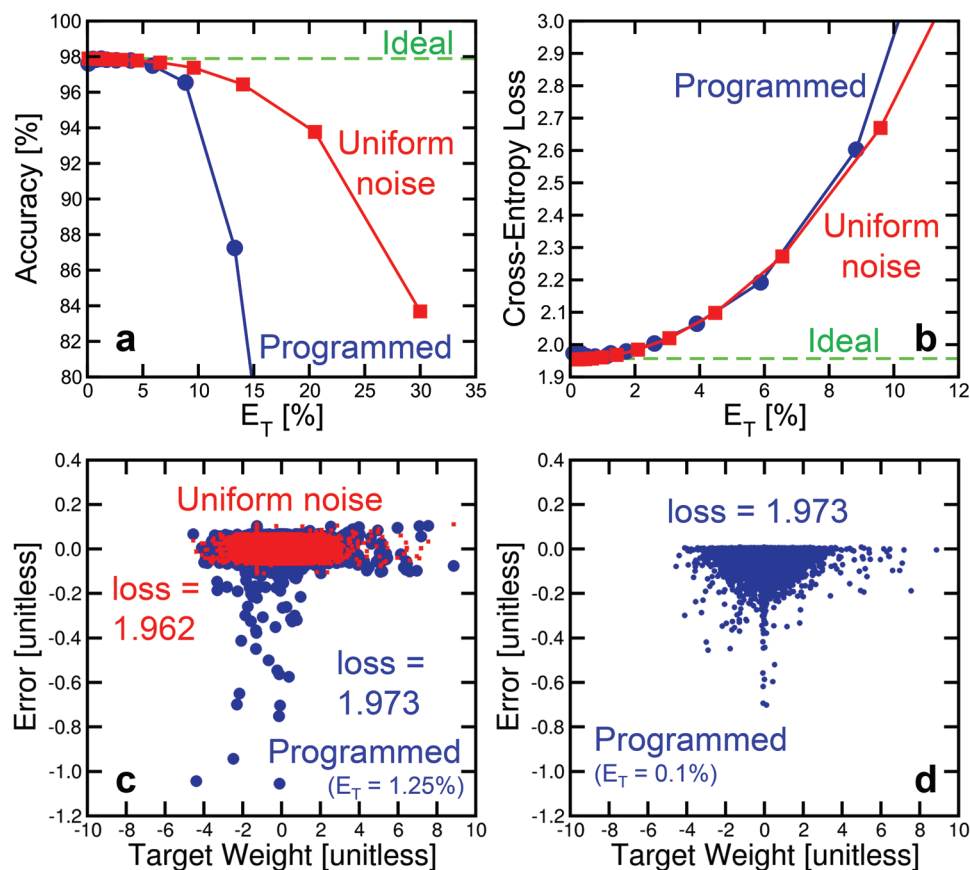 Accuracy [%]
100
98
96
94
92
90
88
86
84
82
80
Ideal
Uniform
noise
Programmed
a
0 5 10 15 20 25 30 35
E_T [%]
Cross-Entropy Loss
3.0
2.9
2.8
2.7
2.6
2.5
2.4
2.3
2.2
2.1
2.0
1.9
Programmed
Uniform
noise
Ideal
b
0 2 4 6 8 10 12
E_T [%]
Error [unitless]
0.4
0.2
0.0
-0.2
-0.4
-0.6
-0.8
-1.0
-1.2
Uniform noise
loss =
1.962
loss =
1.973
Programmed
(E_T = 1.25%)
c
-10 -8 -6 -4 -2 0 2 4 6 8 10
Target Weight [unitless]
Error [unitless]
0.4
0.2
0.0
-0.2
-0.4
-0.6
-0.8
-1.0
-1.2
loss = 1.973
Programmed
(E_T = 0.1%)
d
-10 -8 -6 -4 -2 0 2 4 6 8 10
Target Weight [unitless]